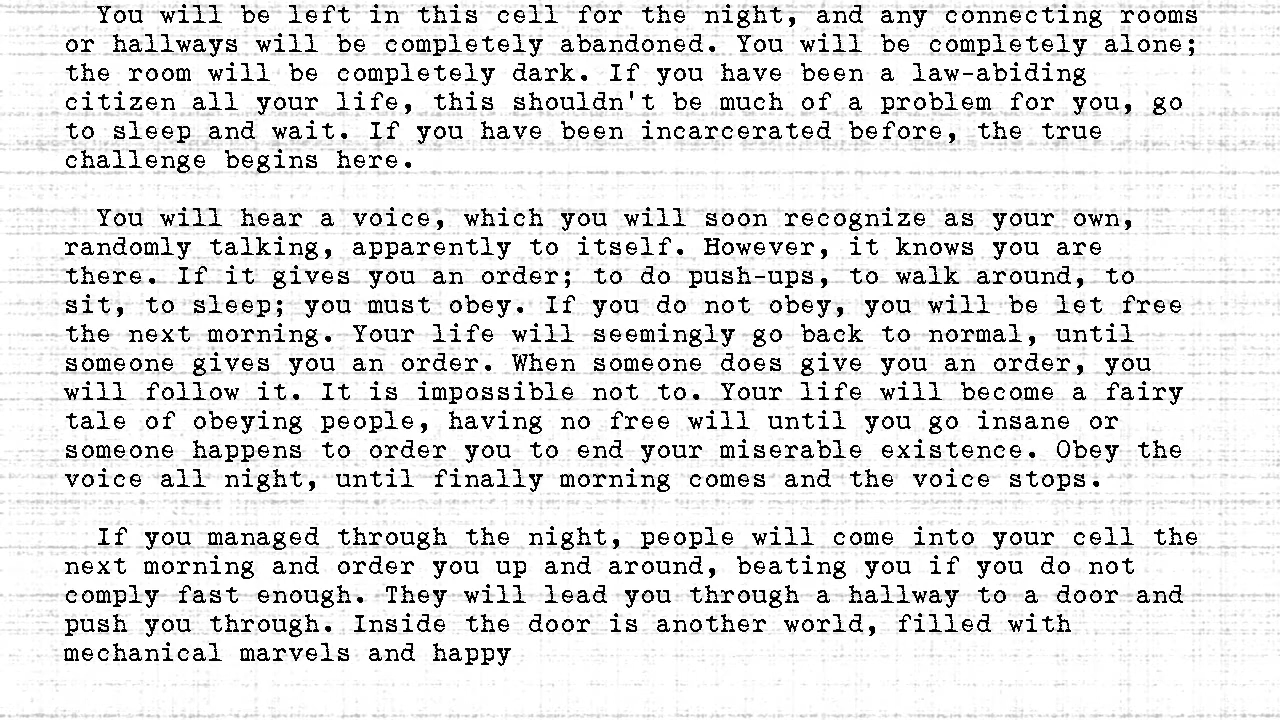 You will be left in this cell for the night, and any connecting rooms
or hallways will be completely abandoned. You will be completely alone;
the room will be completely dark. If you have been a law-abiding
citizen all your life, this shouldn't be much of a problem for you, go
to sleep and wait. If you have been incarcerated before, the true
challenge begins here.
You will hear a voice, which you will soon recognize as your own,
randomly talking, apparently to itself. However, it knows you are
there. If it gives you an order; to do push-ups, to walk around, to
sit, to sleep; you must obey. If you do not obey, you will be let free
the next morning. Your life will seemingly go back to normal, until
someone gives you an order. When someone does give you an order, you
will follow it. It is impossible not to. Your life will become a fairy
tale of obeying people, having no free will until you go insane or
someone happens to order you to end your miserable existence. Obey the
voice all night, until finally morning comes and the voice stops.
If you managed through the night, people will come into your cell the
next morning and order you up and around, beating you if you do not
comply fast enough. They will lead you through a hallway to a door and
push you through. Inside the door is another world, filled with
mechanical marvels and happy